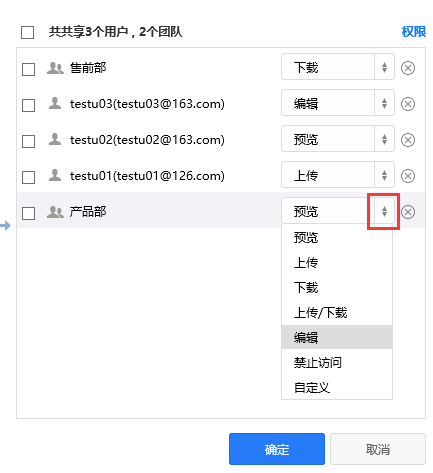 共共享3个用户 , 2个团队 权限
售前部 下载
testu03(testu03@163.com) 编辑
testu02(testu02@163.com) 预览
testu01(testu01@126.com) 上传
产品部 预览
预览
上传
下载
上传/下载
编辑
禁止访问
自定义
确定 取消